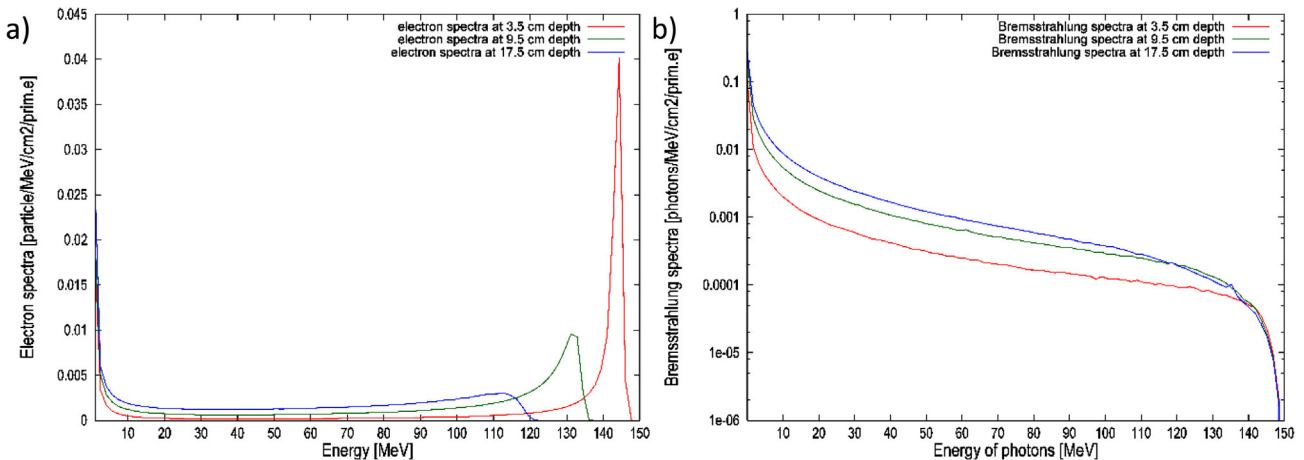 a)
electron spectra at 3.5 cm depth
electron spectra at 9.5 cm depth
electron spectra at 17.5 cm depth
Electron spectra [particle/MeV/cm2/prim.e]
0.045
0.04
0.035
0.03
0.025
0.02
0.015
0.01
0.005
0
10 20 30 40 50 60 70 80 90 100 110 120 130 140 150
Energy [MeV]
b)
Bremsstrahlung spectra at 3.5 cm depth
Bremsstrahlung spectra at 9.5 cm depth
Bremsstrahlung spectra at 17.5 cm depth
Bremsstrahlung spectra [photons/MeV/cm2/prim.e]
1
0.1
0.01
0.001
0.0001
1e-05
1e-06
10 20 30 40 50 60 70 80 90 100 110 120 130 140 150
Energy of photons [MeV]